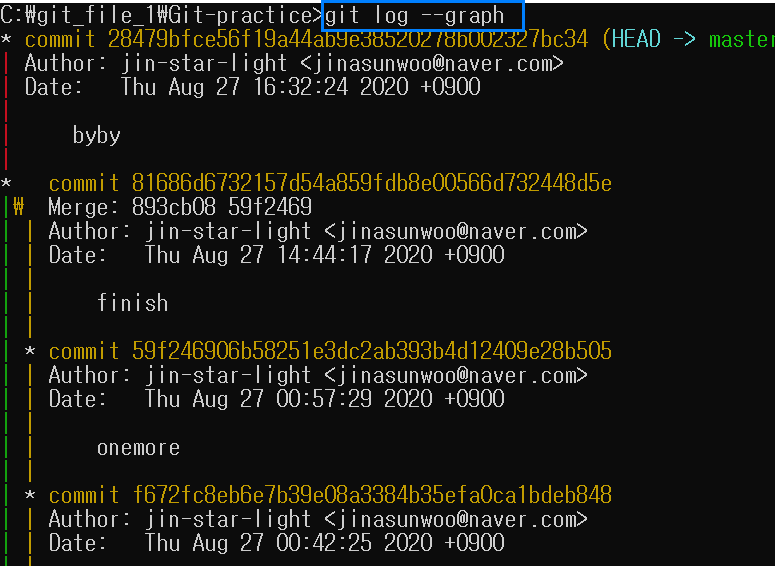 C:₩git_file_1₩Git-practice>git log --graph
* commit 28479bfce56f19a44ab9e38520278b002327bc34 (HEAD -> master
| Author: jin-star-light <jinasunwoo@naver.com>
| Date:   Thu Aug 27 16:32:24 2020 +0900
|
|     byby
|
*   commit 81686d6732157d54a859fdb8e00566d732448d5e
|₩  Merge: 893cb08 59f2469
| | Author: jin-star-light <jinasunwoo@naver.com>
| | Date:   Thu Aug 27 14:44:17 2020 +0900
| |
| |     finish
| |
| * commit 59f246906b58251e3dc2ab393b4d12409e28b505
| | Author: jin-star-light <jinasunwoo@naver.com>
| | Date:   Thu Aug 27 00:57:29 2020 +0900
| |
| |     onemore
| |
| * commit f672fc8eb6e7b39e08a3384b35efa0ca1bdeb848
| | Author: jin-star-light <jinasunwoo@naver.com>
| | Date:   Thu Aug 27 00:42:25 2020 +0900
| |